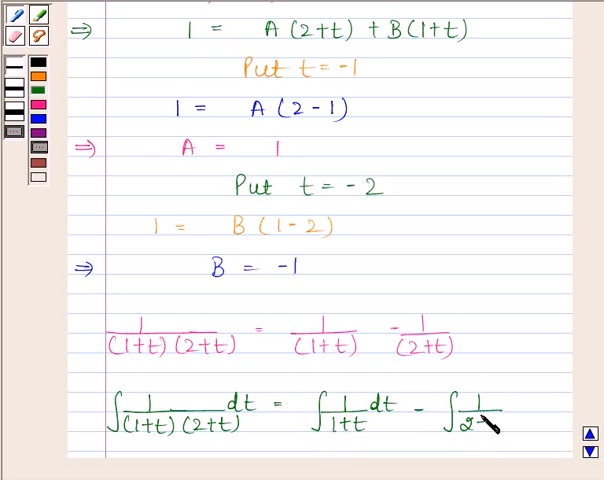 ⇒ 1 = A (2+t) + B (1+t)
Put t = -1
1 = A (2-1)
⇒ A = 1
Put t = -2
1 = B (1-2)
⇒ B = -1
1/((1+t)(2+t)) = 1/(1+t) - 1/(2+t)
∫ 1/((1+t)(2+t)) dt = ∫ 1/(1+t) dt - ∫ 1/2